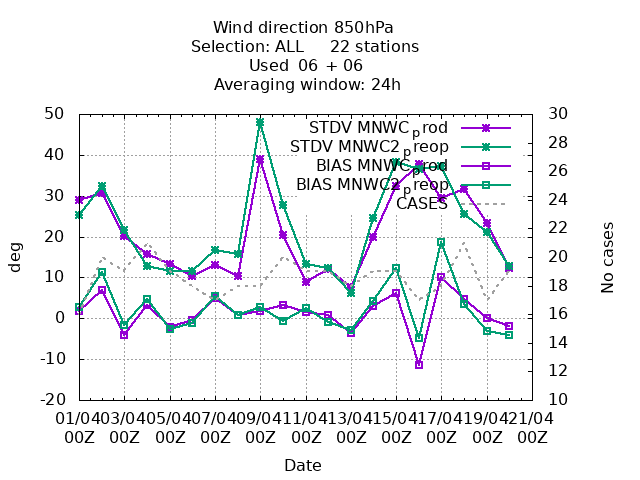 Wind direction 850hPa
Selection: ALL 22 stations
Used 06 + 06
Averaging window: 24h
50 30
STDV MNWC_prod
28
STDV MNWC2_preop
40
26
BIAS MNWC_prod
BIAS MNWC2_preop
30 24
CASES
22
20
20
10
18
0
16
14
-10
12
-20 10
deg
No cases
01/04 03/04 05/04 07/04 09/04 11/04 13/04 15/04 17/04 19/04 21/04
00Z 00Z 00Z 00Z 00Z 00Z 00Z 00Z 00Z 00Z 00Z
Date